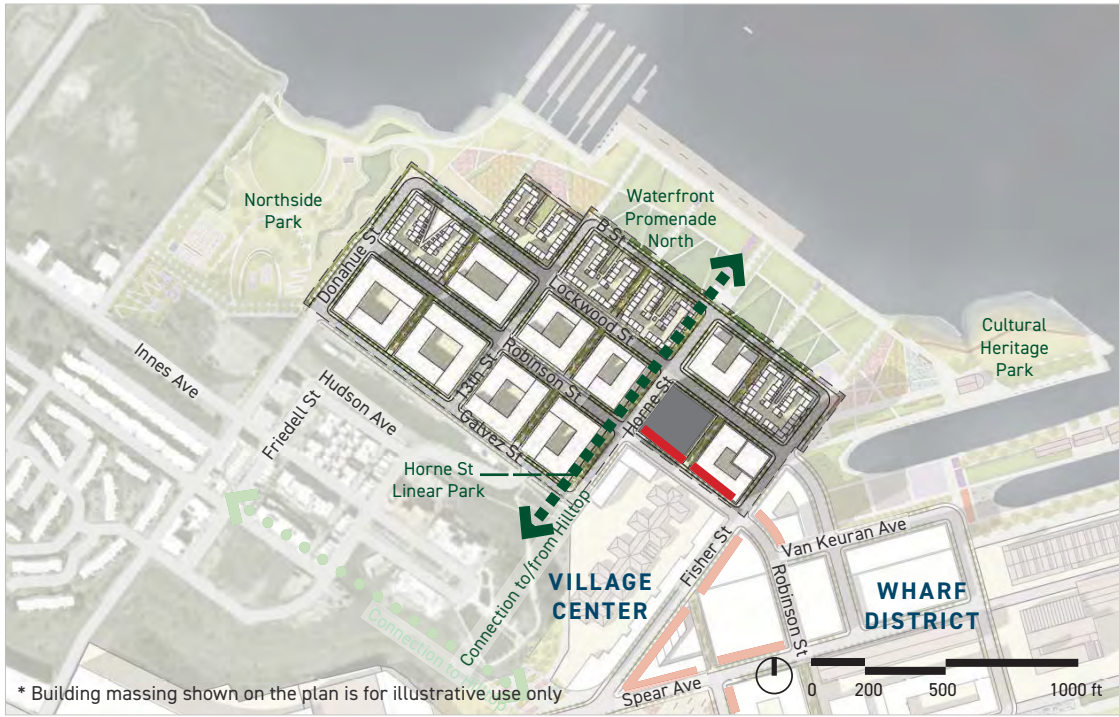 Northside
Park
Waterfront
Promenade
North
Cultural
Heritage
Park
Donahue St
B St
Lockwood St
Robinson St
13th St
Galvez St
Horne St
Innes Ave
Friedell St
Hudson Ave
Horne St
Linear Park
Connection to/from Hilltop
VILLAGE
CENTER
Fisher St
Van Keuran Ave
Robinson St
WHARF
DISTRICT
Spear Ave
* Building massing shown on the plan is for illustrative use only
0 200 500 1000 ft